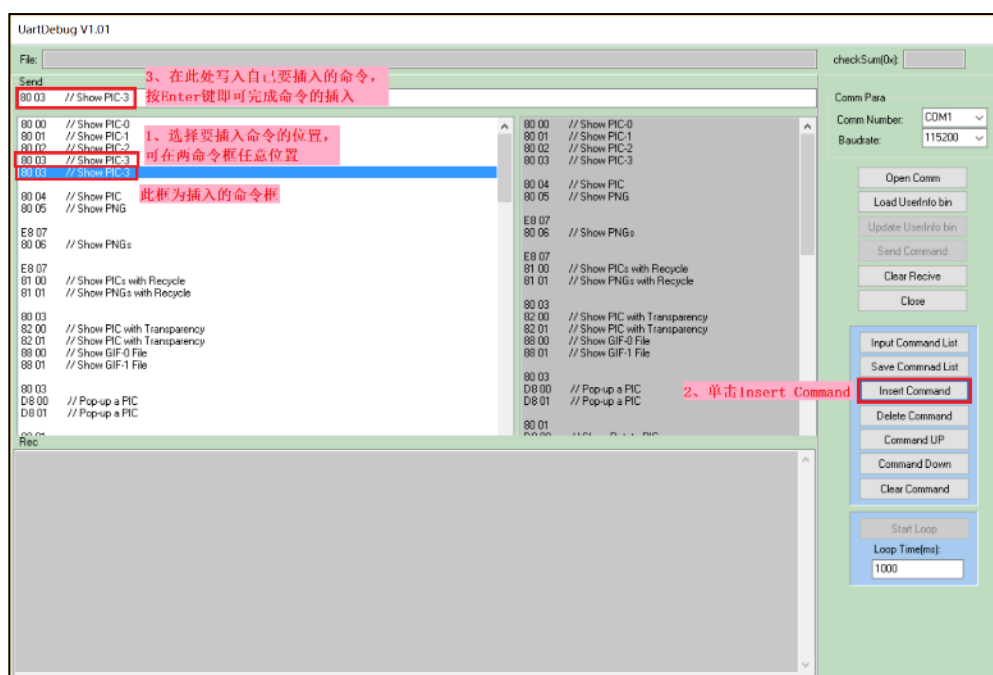 UartDebug V1.01
File:
checkSum(0x):
Send
3、在此处写入自己要插入的命令，
按Enter键即可完成命令的插入
80 03 // Show PIC-3
Comm Para
Comm Number: COM1
Baudrate: 115200
80 00 // Show PIC-0
80 01 // Show PIC-1
80 02 // Show PIC-2
80 03 // Show PIC-3
80 03 // Show PIC-3
1、选择要插入命令的位置，
可在两命令框任意位置
此框为插入的命令框
80 04 // Show PIC
80 05 // Show PNG
E8 07
80 06 // Show PNGs
E8 07
81 00 // Show PICs with Recycle
81 01 // Show PNGs with Recycle
80 03
82 00 // Show PIC with Transparency
82 01 // Show PIC with Transparency
88 00 // Show GIF-0 File
88 01 // Show GIF-1 File
80 03
D8 00 // Pop-up a PIC
D8 01 // Pop-up a PIC
80 00 // Show PIC-0
80 01 // Show PIC-1
80 02 // Show PIC-2
80 03 // Show PIC-3
80 04 // Show PIC
80 05 // Show PNG
E8 07
80 06 // Show PNGs
E8 07
81 00 // Show PICs with Recycle
81 01 // Show PNGs with Recycle
80 03
82 00 // Show PIC with Transparency
82 01 // Show PIC with Transparency
88 00 // Show GIF-0 File
88 01 // Show GIF-1 File
80 03
D8 00 // Pop-up a PIC
D8 01 // Pop-up a PIC
80 01
Open Comm
Load UserInfo bin
Update UserInfo bin
Send Command
Clear Recive
Close
Input Command List
Save Commnad List
2、单击Insert Command
Insert Command
Delete Command
Command UP
Command Down
Clear Command
Start Loop
Loop Time(ms):
1000
Rec